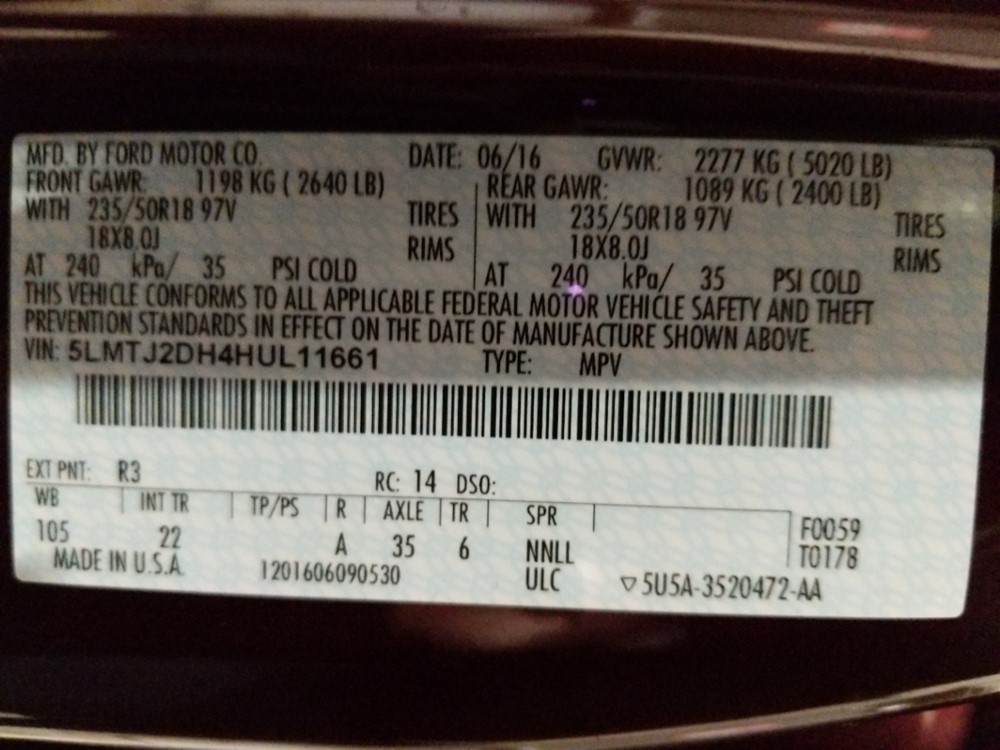 MFD. BY FORD MOTOR CO. DATE: 06/16 GVWR: 2277 KG ( 5020 LB)
FRONT GAWR: 1198 KG ( 2640 LB) REAR GAWR: 1089 KG ( 2400 LB)
WITH 235/50R18 97V TIRES WITH 235/50R18 97V TIRES
18X8.0J RIMS 18X8.0J RIMS
AT 240 kPa/ 35 PSI COLD AT 240 kPa/ 35 PSI COLD
THIS VEHICLE CONFORMS TO ALL APPLICABLE FEDERAL MOTOR VEHICLE SAFETY AND THEFT
PREVENTION STANDARDS IN EFFECT ON THE DATE OF MANUFACTURE SHOWN ABOVE.
VIN: 5LMTJ2DH4HUL11661 TYPE: MPV
EXT PNT: R3 RC: 14 DSO:
WB INT TR TP/PS R AXLE TR SPR
105 22 A 35 6 NNLL F0059
T0178
MADE IN U.S.A. 1201606090530 ULC ▽5U5A-3520472-AA